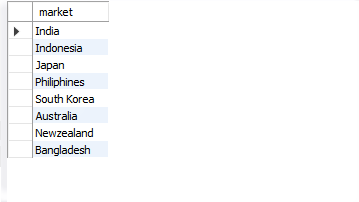 market
India
Indonesia
Japan
Philiphines
South Korea
Australia
Newzealand
Bangladesh